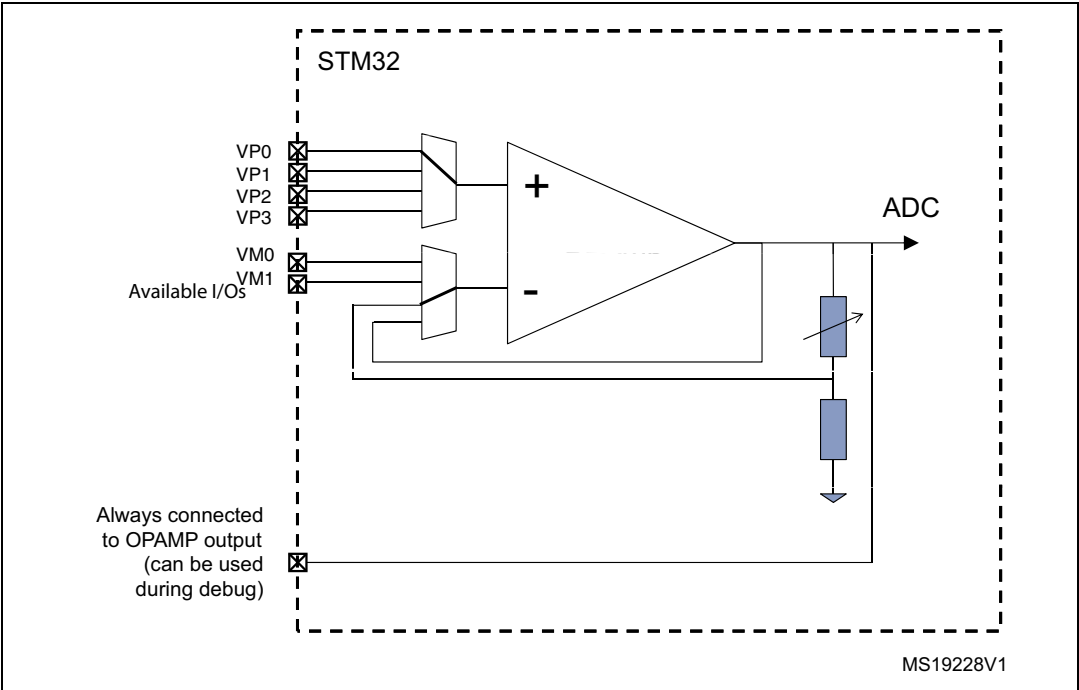 STM32
VP0
VP1
VP2
VP3
VM0
VM1
Available I/Os
+
-
ADC
Always connected
to OPAMP output
(can be used
during debug)
MS19228V1